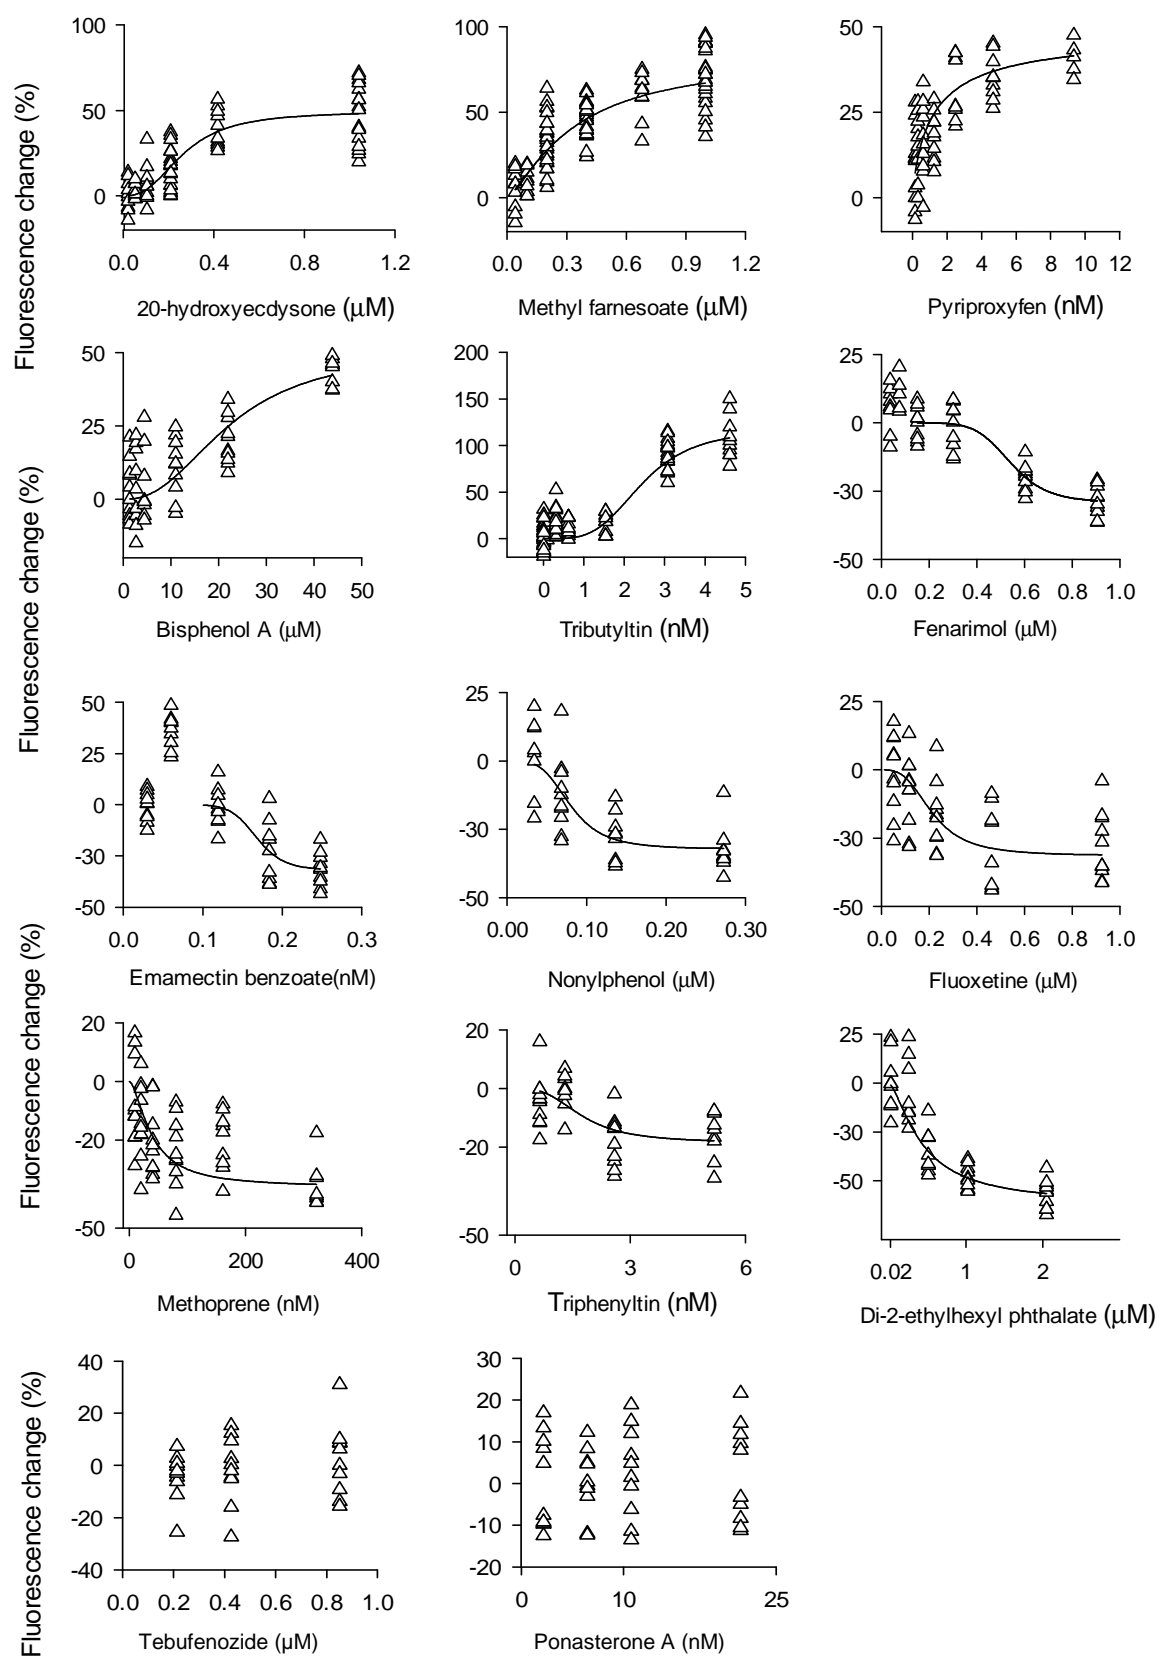 Fluorescence change (%)
100
50
0
0.0 0.4 0.8 1.2
20-hydroxyecdysone (μM)
100
50
0
0.0 0.3 0.6 0.9 1.2
Methyl farnesoate (μM)
50
25
0
0 2 4 6 8 10 12
Pyriproxyfen (nM)
Fluorescence change (%)
50
25
0
0 10 20 30 40 50
Bisphenol A (μM)
200
150
100
50
0
0 1 2 3 4 5
Tributyltin (nM)
25
0
-30
-50
0.0 0.2 0.4 0.6 0.8 1.0
Fenarimol (μM)
50
25
0
-30
-50
0.0 0.1 0.2 0.3
Emamectin benzoate(nM)
25
0
-30
-50
0.00 0.10 0.20 0.30
Nonylphenol (μM)
25
0
-30
-50
0.0 0.2 0.4 0.6 0.8 1.0
Fluoxetine (μM)
Fluorescence change (%)
20
0
-20
-50
0 200 400
Methoprene (nM)
20
0
-20
-50
0 3 6
Triphenyltin (nM)
25
0
-30
-50
0.02 1 2
Di-2-ethylhexyl phthalate (μM)
Fluorescence change (%)
40
20
0
-20
-40
0.0 0.2 0.4 0.6 0.8 1.0
Tebufenozide (μM)
30
20
10
0
-10
-20
0 10 25
Ponasterone A (nM)